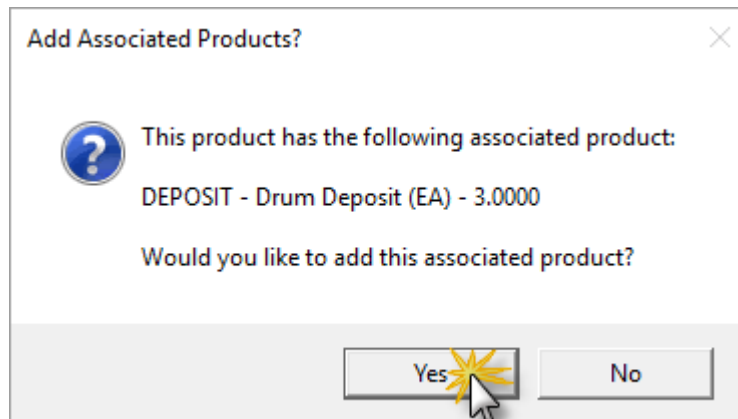 Add Associated Products?
This product has the following associated product:
DEPOSIT - Drum Deposit (EA) - 3.0000
Would you like to add this associated product?
Yes No